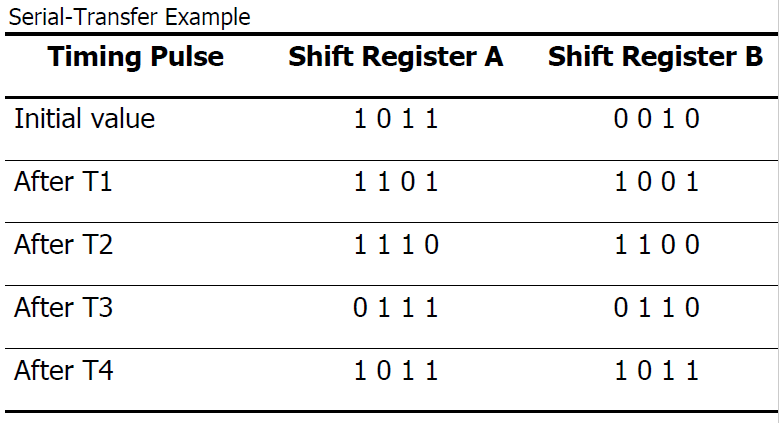 Serial-Transfer Example
Timing Pulse Shift Register A Shift Register B
Initial value 1 0 1 1 0 0 1 0
After T1 1 1 0 1 1 0 0 1
After T2 1 1 1 0 1 1 0 0
After T3 0 1 1 1 0 1 1 0
After T4 1 0 1 1 1 0 1 1